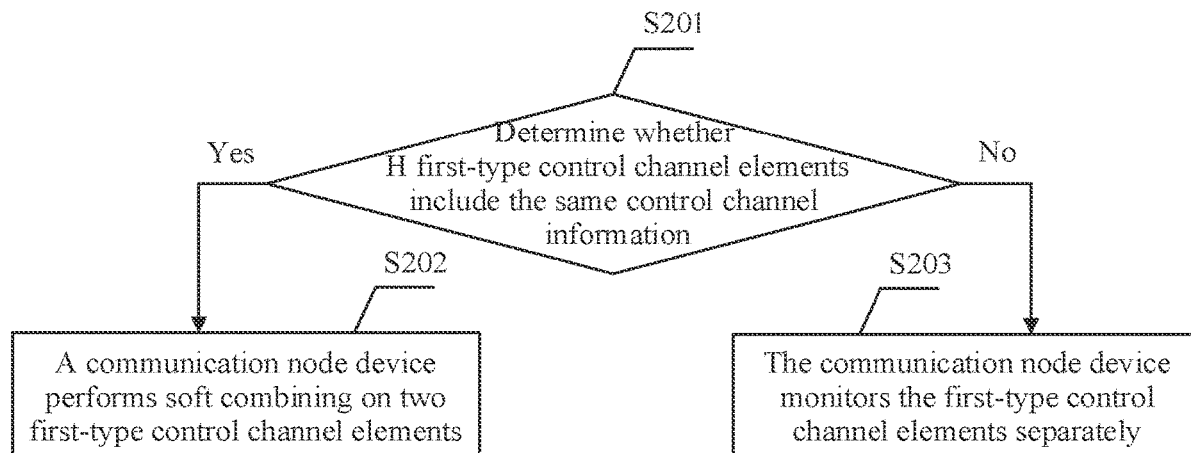 S201
Determine whether
H first-type control channel elements
include the same control channel
information
Yes
No
S202
A communication node device
performs soft combining on two
first-type control channel elements
S203
The communication node device
monitors the first-type control
channel elements separately